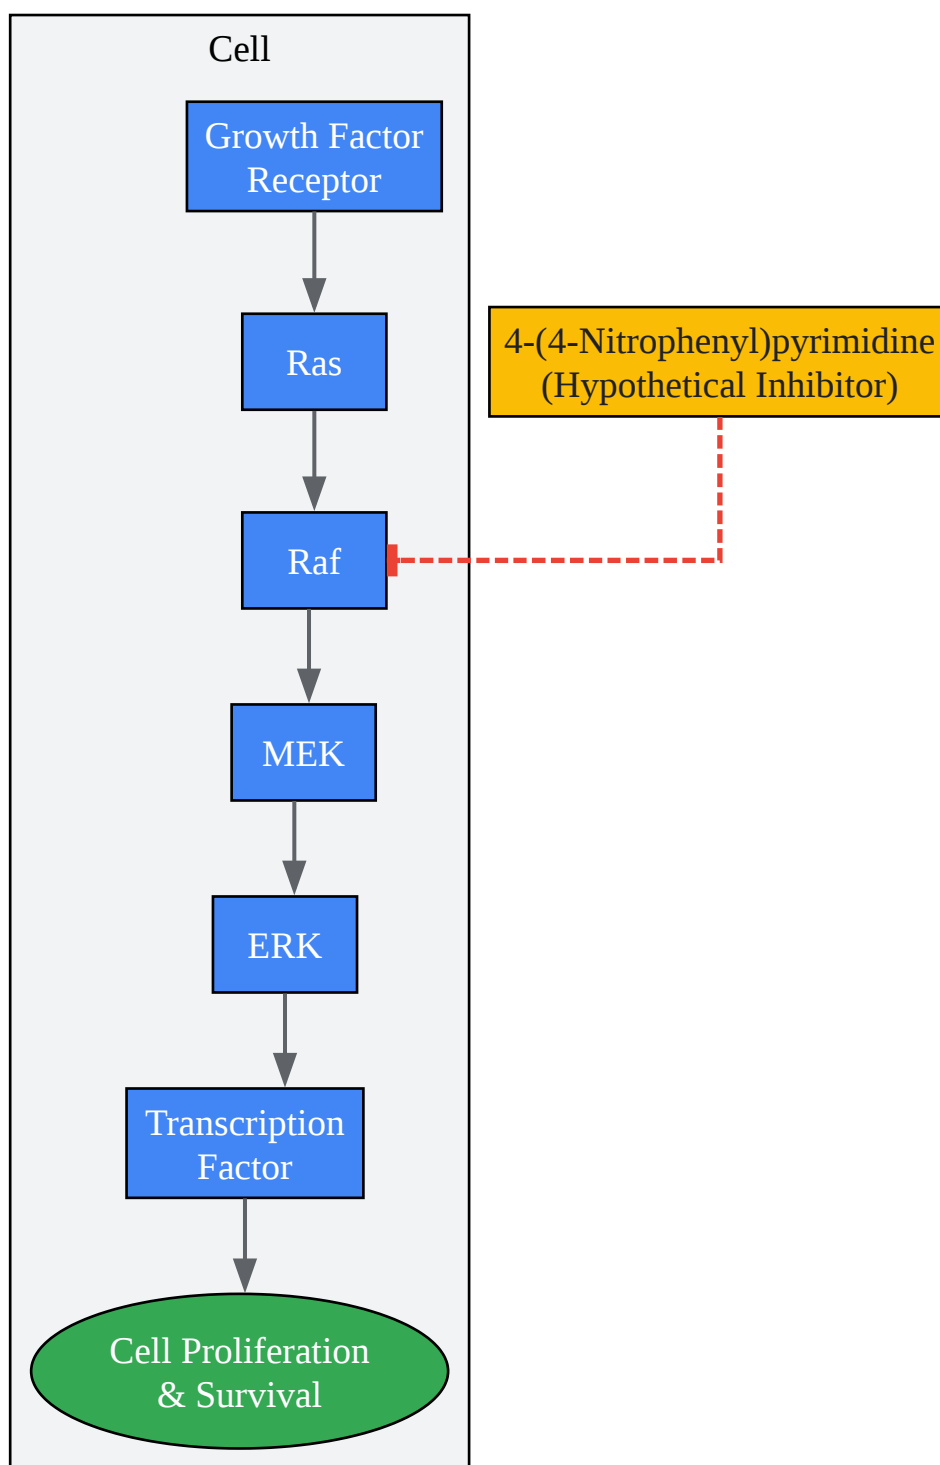 Cell
Growth Factor
Receptor
Ras
4-(4-Nitrophenyl)pyrimidine
(Hypothetical Inhibitor)
Raf
MEK
ERK
Transcription
Factor
Cell Proliferation
& Survival